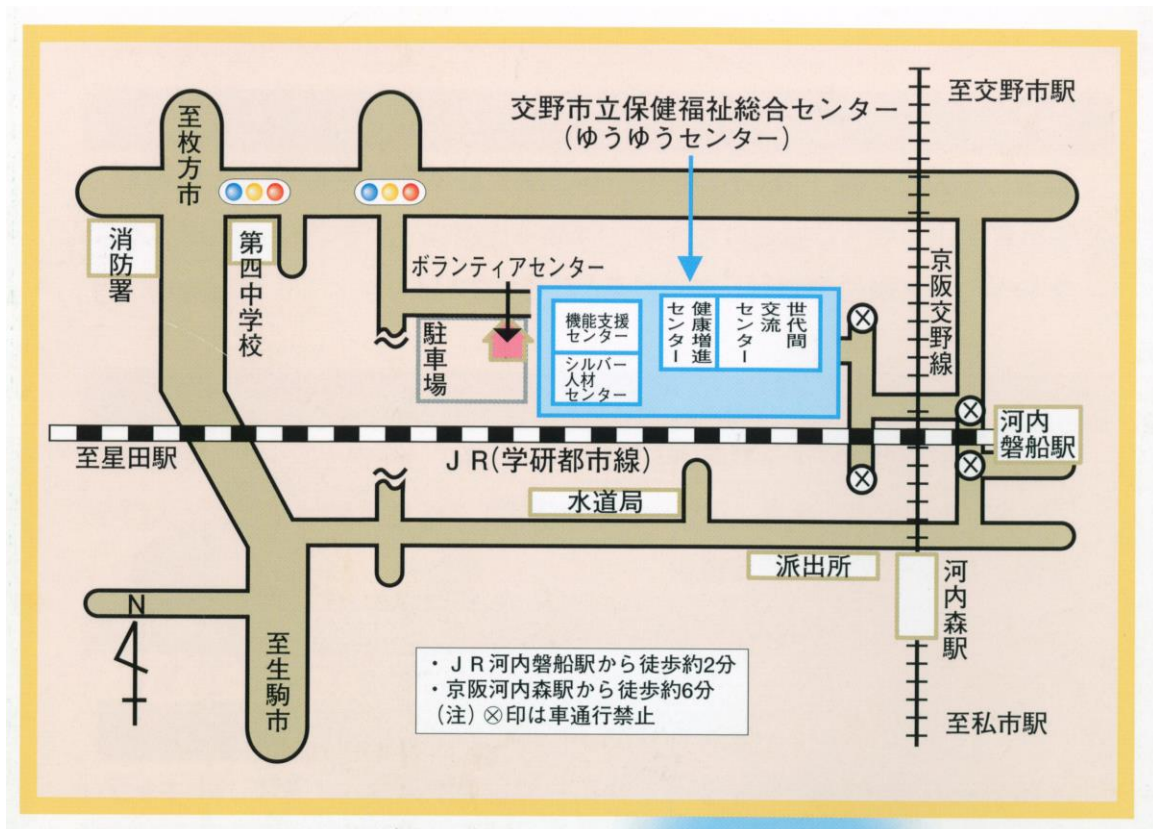 至交野市駅
交野市立保健福祉総合センター
(ゆうゆうセンター)
至枚方市
消防署
第四中学校
ボランティアセンター
駐車場
機能支援
センター
シルバー
人材
センター
健康増進
センター
世代間
交流
センター
京阪交野線
河内
磐船駅
至星田駅
JR(学研都市線)
水道局
派出所
河内森駅
N
至生駒市
・JR河内磐船駅から徒歩約2分
・京阪河内森駅から徒歩約6分
(注)⊗印は車通行禁止
至私市駅